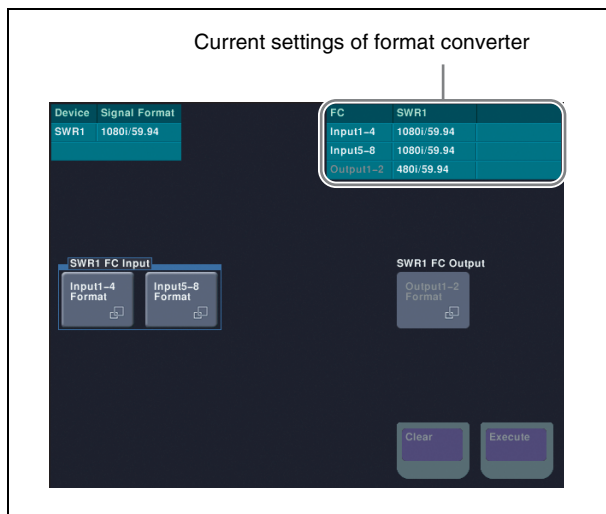 Current settings of format converter
Device Signal Format
SWR1 1080i/59.94
FC SWR1
Input1–4 1080i/59.94
Input5–8 1080i/59.94
Output1–2 480i/59.94
SWR1 FC Input
Input1–4
Format
Input5–8
Format
SWR1 FC Output
Output1–2
Format
Clear
Execute